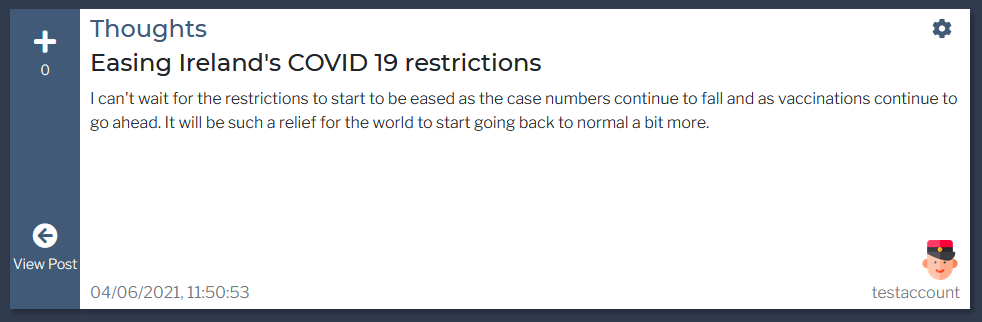 Thoughts
Easing Ireland's COVID 19 restrictions
0
I can't wait for the restrictions to start to be eased as the case numbers continue to fall and as vaccinations continue to
go ahead. It will be such a relief for the world to start going back to normal a bit more.
View Post
04/06/2021, 11:50:53
testaccount